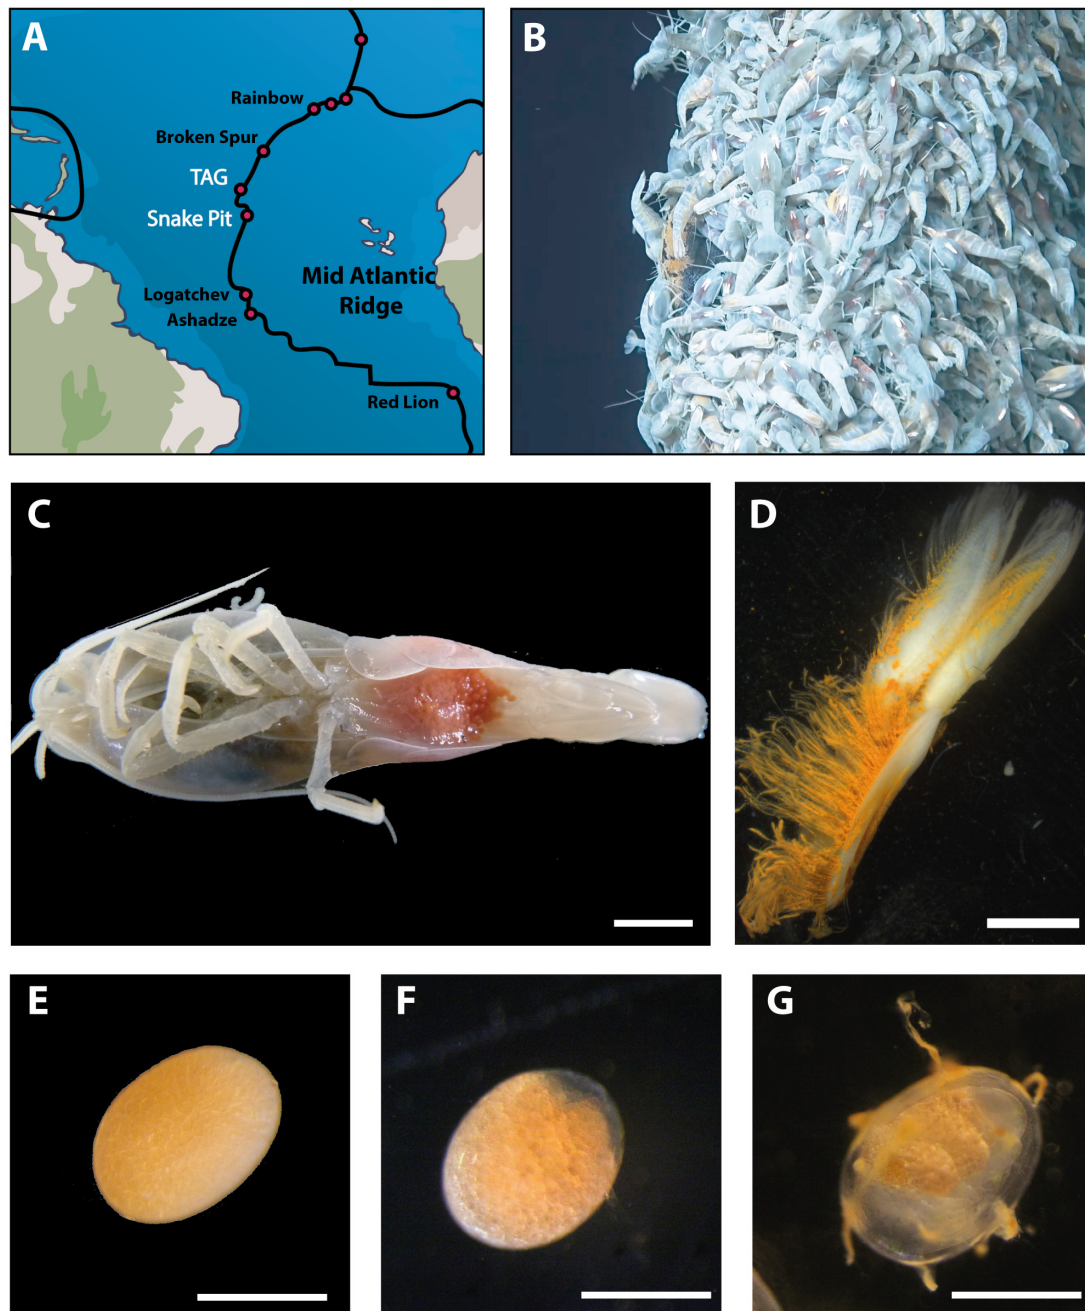 A
Rainbow
Broken Spur
TAG
Snake Pit
Mid Atlantic
Ridge
Logatchev
Ashadze
Red Lion
B
C
D
E
F
G